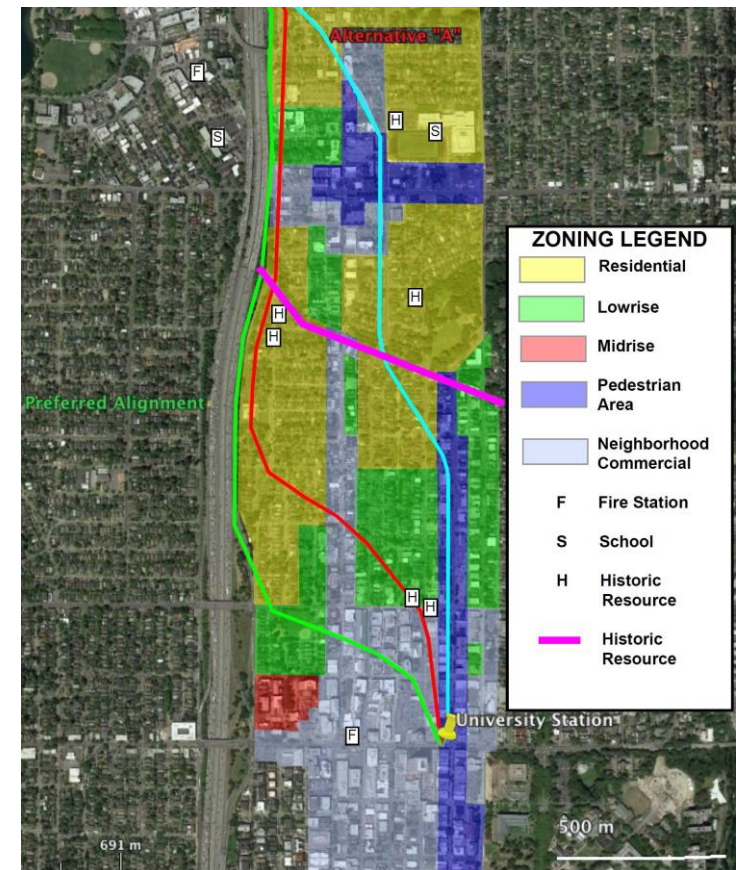 Alternative "A"
F
H
S
S
ZONING LEGEND
Residential
H
Lowrise
H
H
Midrise
Pedestrian
Area
Preferred Alignment
Neighborhood
Commercial
F Fire Station
S School
H Historic
Resource
H
H
Historic
Resource
University Station
F
500 m
691 m